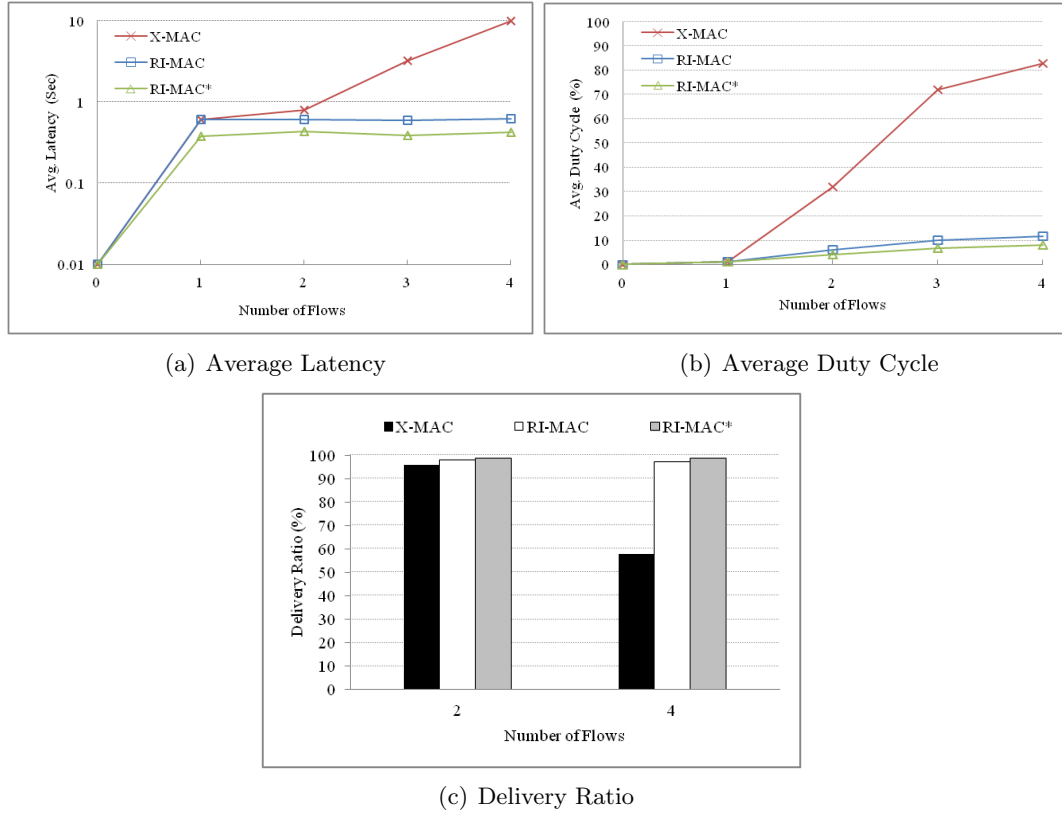 10
1
0.1
0.01
Avg. Latency (Sec)
X-MAC
RI-MAC
RI-MAC*
0 1 2 3 4
Number of Flows
(a) Average Latency
100
90
80
70
60
50
40
30
20
10
0
Avg. Duty Cycle (%)
X-MAC
RI-MAC
RI-MAC*
0 1 2 3 4
Number of Flows
(b) Average Duty Cycle
X-MAC RI-MAC RI-MAC*
100
90
80
70
60
50
40
30
20
10
0
Delivery Ratio (%)
2 4
Number of Flows
(c) Delivery Ratio